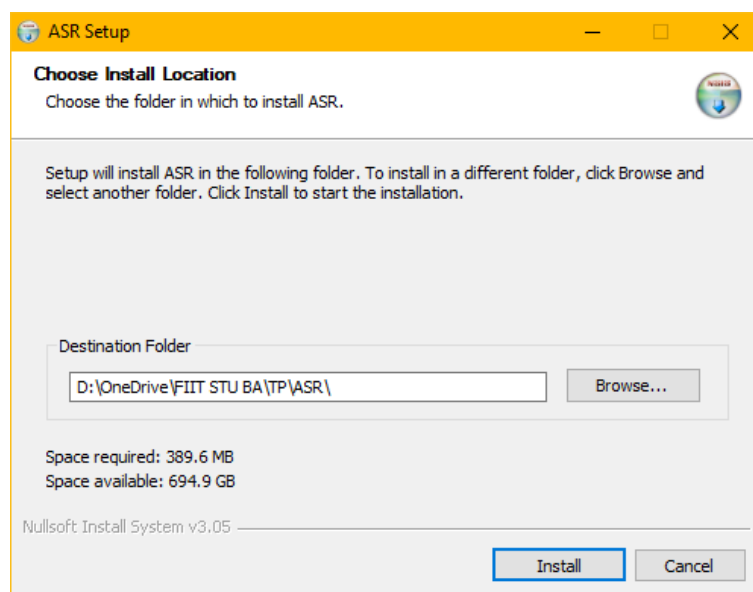 ASR Setup
Choose Install Location
Choose the folder in which to install ASR.
NSIS
Setup will install ASR in the following folder. To install in a different folder, click Browse and
select another folder. Click Install to start the installation.
Destination Folder
D:\OneDrive\FIIT STU BA\TP\ASR\
Browse...
Space required: 389.6 MB
Space available: 694.9 GB
Nullsoft Install System v3.05
Install
Cancel